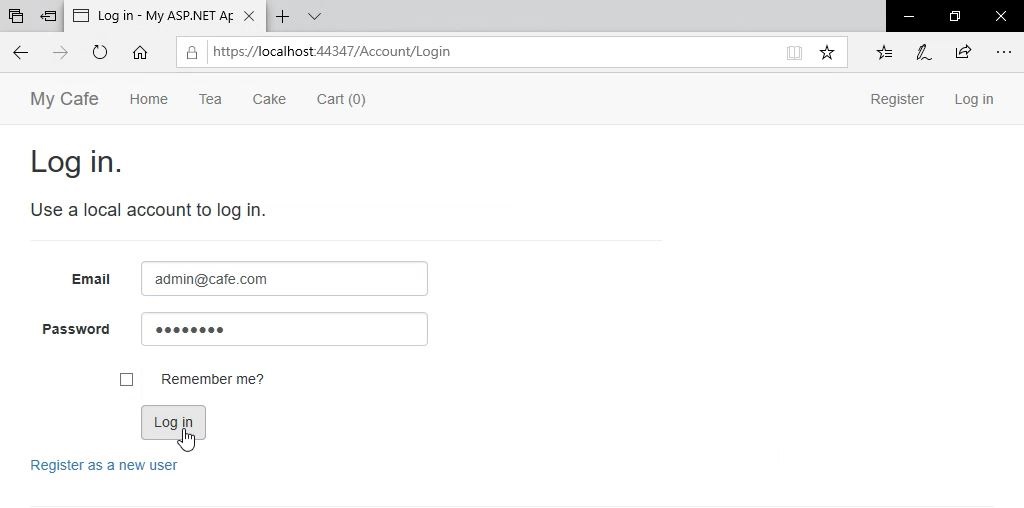 Log in - My ASP.NET Ap
https://localhost:44347/Account/Login
My Cafe Home Tea Cake Cart (0) Register Log in
Log in.
Use a local account to log in.
Email admin@cafe.com
Password ●●●●●●●●
Remember me?
Log in
Register as a new user